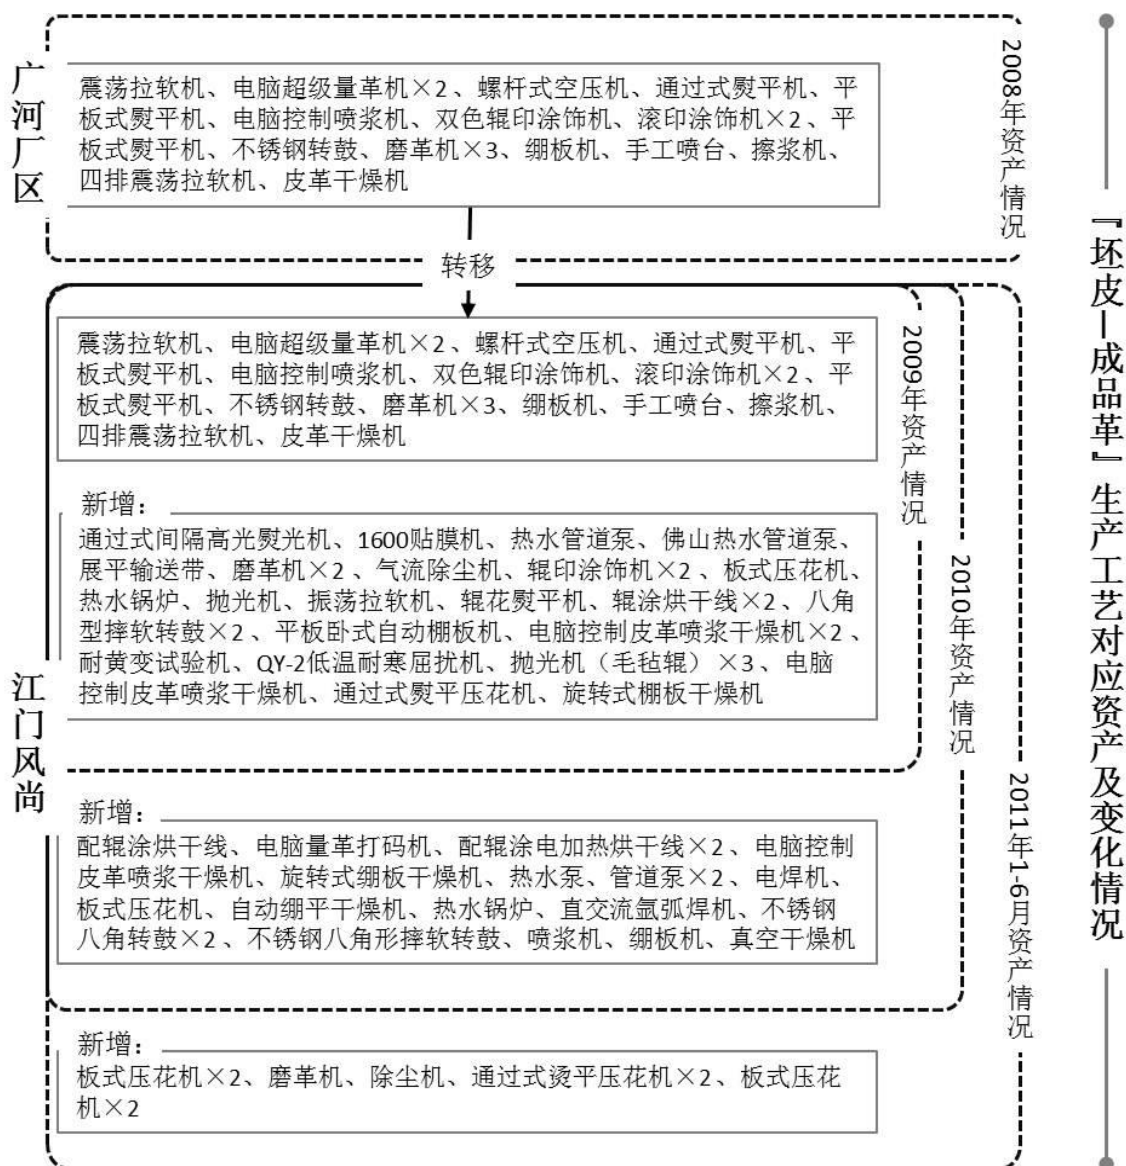 广河厂区
2008年资产情况
震荡拉软机、电脑超级量革机×2、螺杆式空压机、通过式熨平机、平
板式熨平机、电脑控制喷浆机、双色辊印涂饰机、滚印涂饰机×2、平
板式熨平机、不锈钢转鼓、磨革机×3、绷板机、手工喷台、擦浆机、
四排震荡拉软机、皮革干燥机
转移
江门风尚
2009年资产情况
震荡拉软机、电脑超级量革机×2、螺杆式空压机、通过式熨平机、平
板式熨平机、电脑控制喷浆机、双色辊印涂饰机、滚印涂饰机×2、平
板式熨平机、不锈钢转鼓、磨革机×3、绷板机、手工喷台、擦浆机、
四排震荡拉软机、皮革干燥机
新增：
通过式间隔高光熨光机、1600贴膜机、热水管道泵、佛山热水管道泵、
展平输送带、磨革机×2、气流除尘机、辊印涂饰机×2、板式压花机、
热水锅炉、抛光机、振荡拉软机、辊花熨平机、辊涂烘干线×2、八角
型摔软转鼓×2、平板卧式自动棚板机、电脑控制皮革喷浆干燥机×2、
耐黄变试验机、QY-2低温耐寒屈扰机、抛光机（毛毡辊）×3、电脑
控制皮革喷浆干燥机、通过式熨平压花机、旋转式棚板干燥机
2010年资产情况
新增：
配辊涂烘干线、电脑量革打码机、配辊涂电加热烘干线×2、电脑控制
皮革喷浆干燥机、旋转式绷板干燥机、热水泵、管道泵×2、电焊机、
板式压花机、自动绷平干燥机、热水锅炉、直交流氩弧焊机、不锈钢
八角转鼓×2、不锈钢八角形摔软转鼓、喷浆机、绷板机、真空干燥机
2011年1-6月资产情况
新增：
板式压花机×2、磨革机、除尘机、通过式烫平压花机×2、板式压花
机×2
『坯皮—成品革』生产工艺对应资产及变化情况